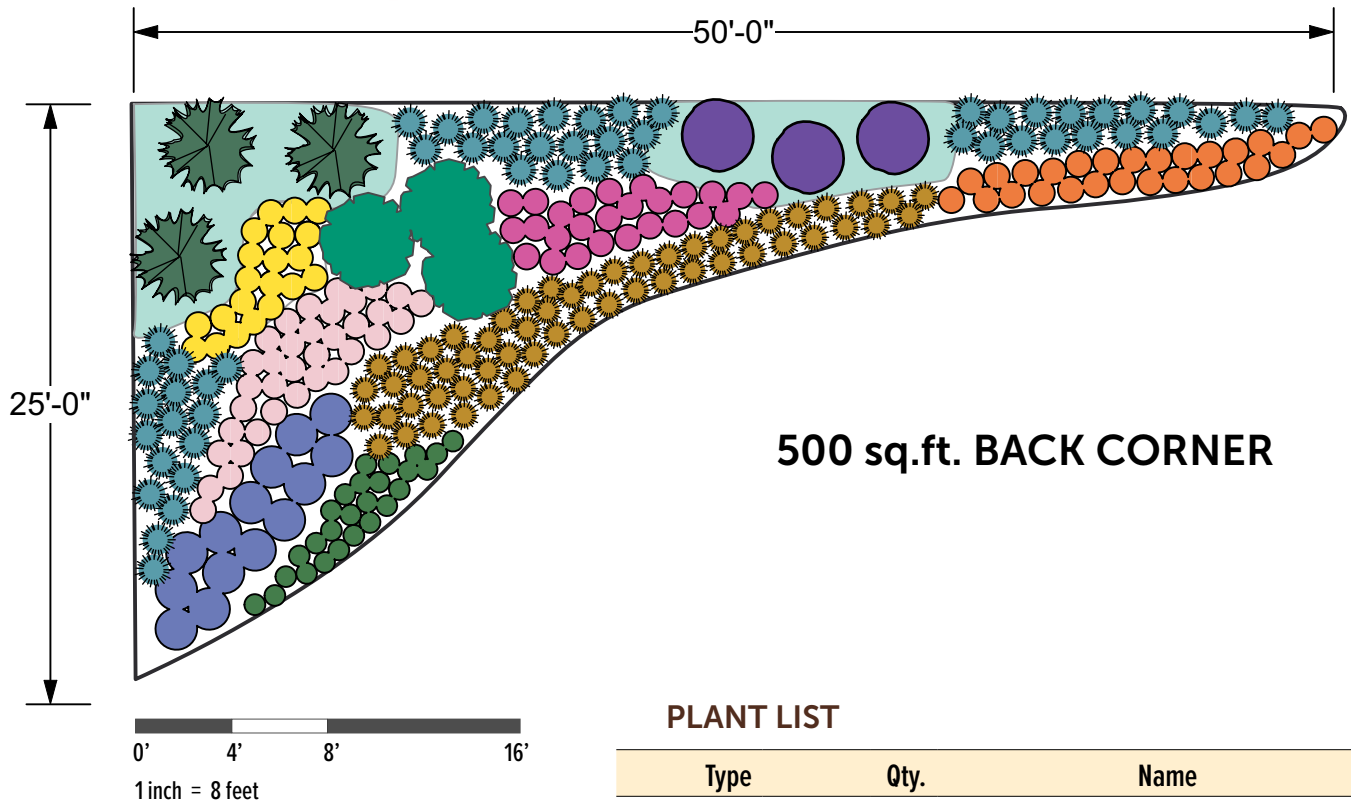 50'-0"
25'-0"
500 sq.ft. BACK CORNER
0’ 4’ 8’ 16’
1 inch = 8 feet
PLANT LIST
Type Qty. Name